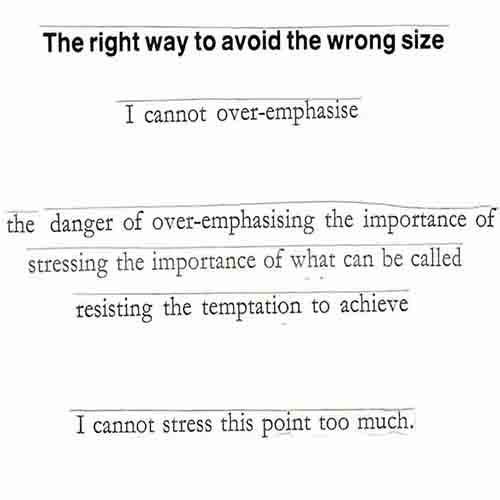 The right way to avoid the wrong size
I cannot over-emphasise
the danger of over-emphasising the importance of
stressing the importance of what can be called
resisting the temptation to achieve
I cannot stress this point too much.